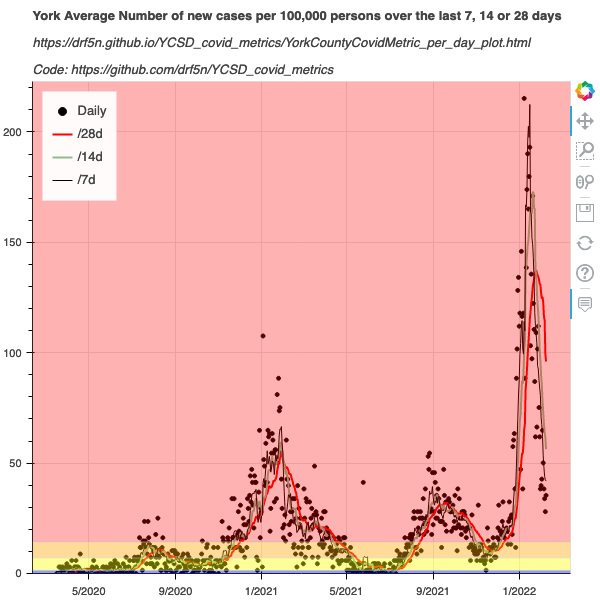 York Average Number of new cases per 100,000 persons over the last 7, 14 or 28 days
https://drf5n.github.io/YCSD_covid_metrics/YorkCountyCovidMetric_per_day_plot.html
Code: https://github.com/drf5n/YCSD_covid_metrics
Daily
/28d
/14d
/7d
200
150
100
50
0
5/2020 9/2020 1/2021 5/2021 9/2021 1/2022